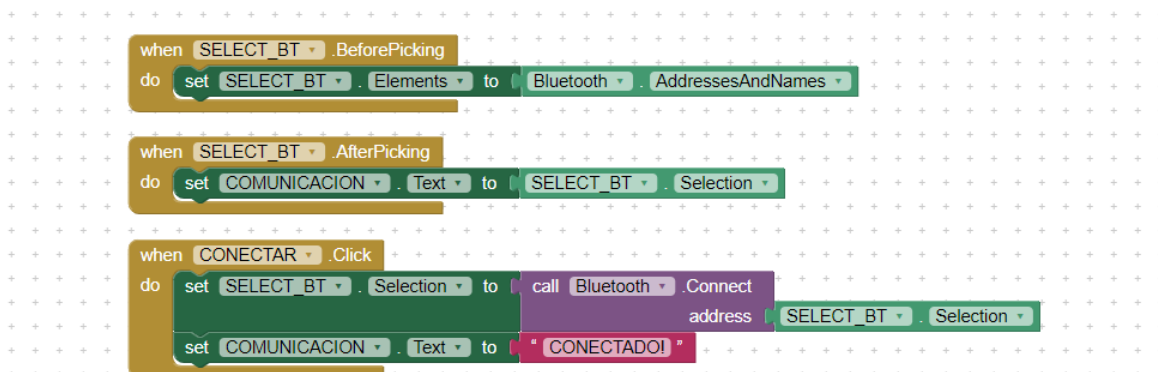 when SELECT_BT .BeforePicking
do set SELECT_BT . Elements to Bluetooth . AddressesAndNames
when SELECT_BT .AfterPicking
do set COMUNICACION . Text to SELECT_BT . Selection
when CONECTAR .Click
do set SELECT_BT . Selection to call Bluetooth .Connect
address SELECT_BT . Selection
set COMUNICACION . Text to " CONECTADO! "